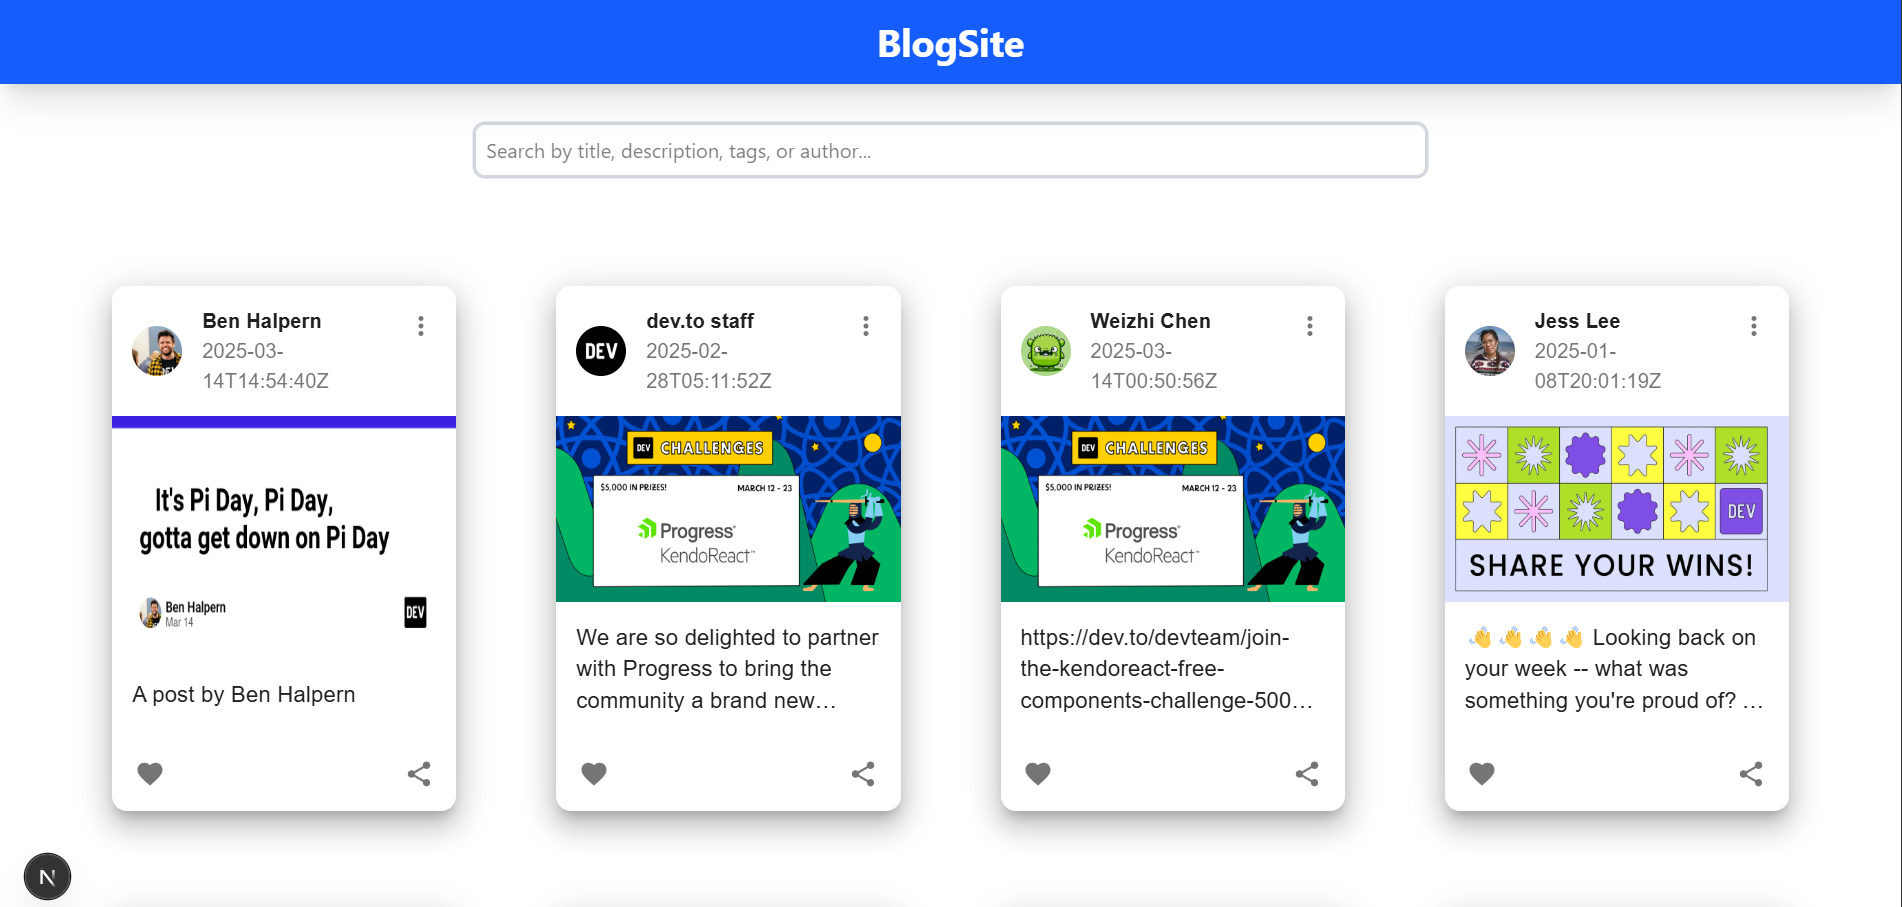 BlogSite
Search by title, description, tags, or author...
Ben Halpern
2025-03-
14T14:54:40Z
It's Pi Day, Pi Day,
gotta get down on Pi Day
Ben Halpern
Mar 14
DEV
A post by Ben Halpern
DEV
dev.to staff
2025-02-
28T05:11:52Z
DEV CHALLENGES
$5,000 IN PRIZES! MARCH 12 - 23
Progress®
KendoReact™
We are so delighted to partner
with Progress to bring the
community a brand new…
Weizhi Chen
2025-03-
14T00:50:56Z
DEV CHALLENGES
$5,000 IN PRIZES! MARCH 12 - 23
Progress®
KendoReact™
https://dev.to/devteam/join-
the-kendoreact-free-
components-challenge-500…
Jess Lee
2025-01-
08T20:01:19Z
DEV
SHARE YOUR WINS!
👋👋👋👋 Looking back on
your week -- what was
something you're proud of? …
N